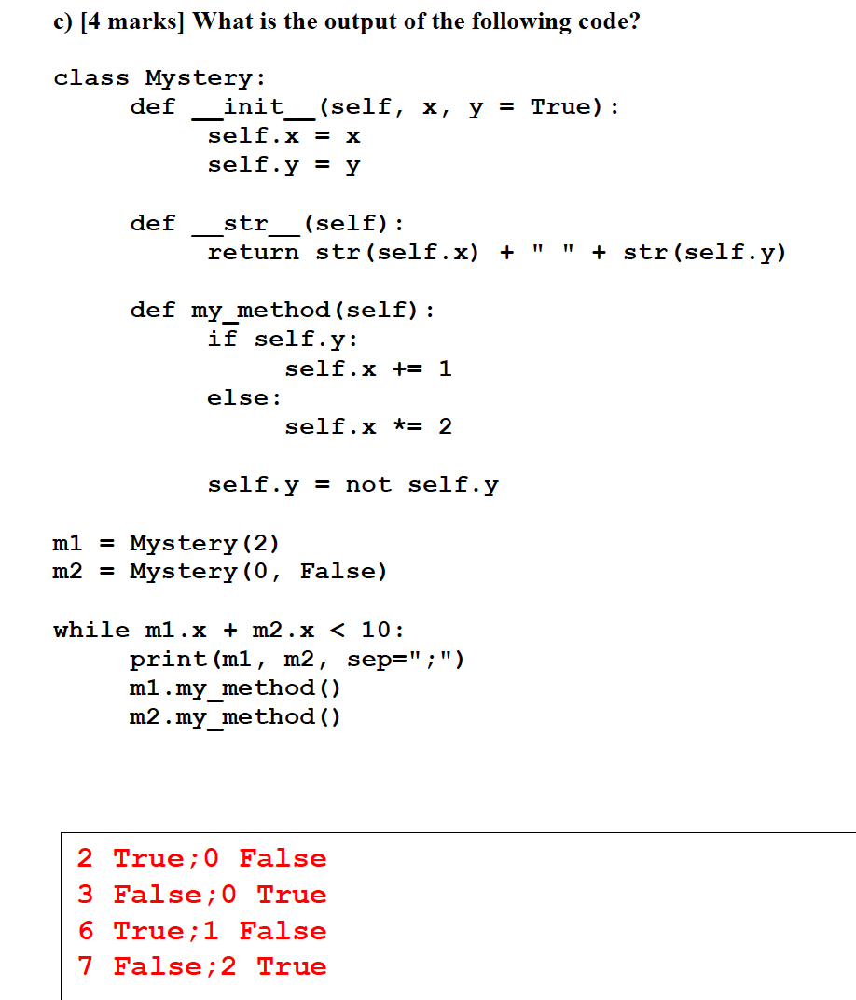 c) [4 marks] What is the output of the following code?
class Mystery:
def __init__(self, x, y = True):
self.x = x
self.y = y
def __str__(self):
return str(self.x) + " " + str(self.y)
def my_method(self):
if self.y:
self.x += 1
else:
self.x *= 2
self.y = not self.y
m1 = Mystery(2)
m2 = Mystery(0, False)
while m1.x + m2.x < 10:
print(m1, m2, sep=";")
m1.my_method()
m2.my_method()
2 True;0 False
3 False;0 True
6 True;1 False
7 False;2 True